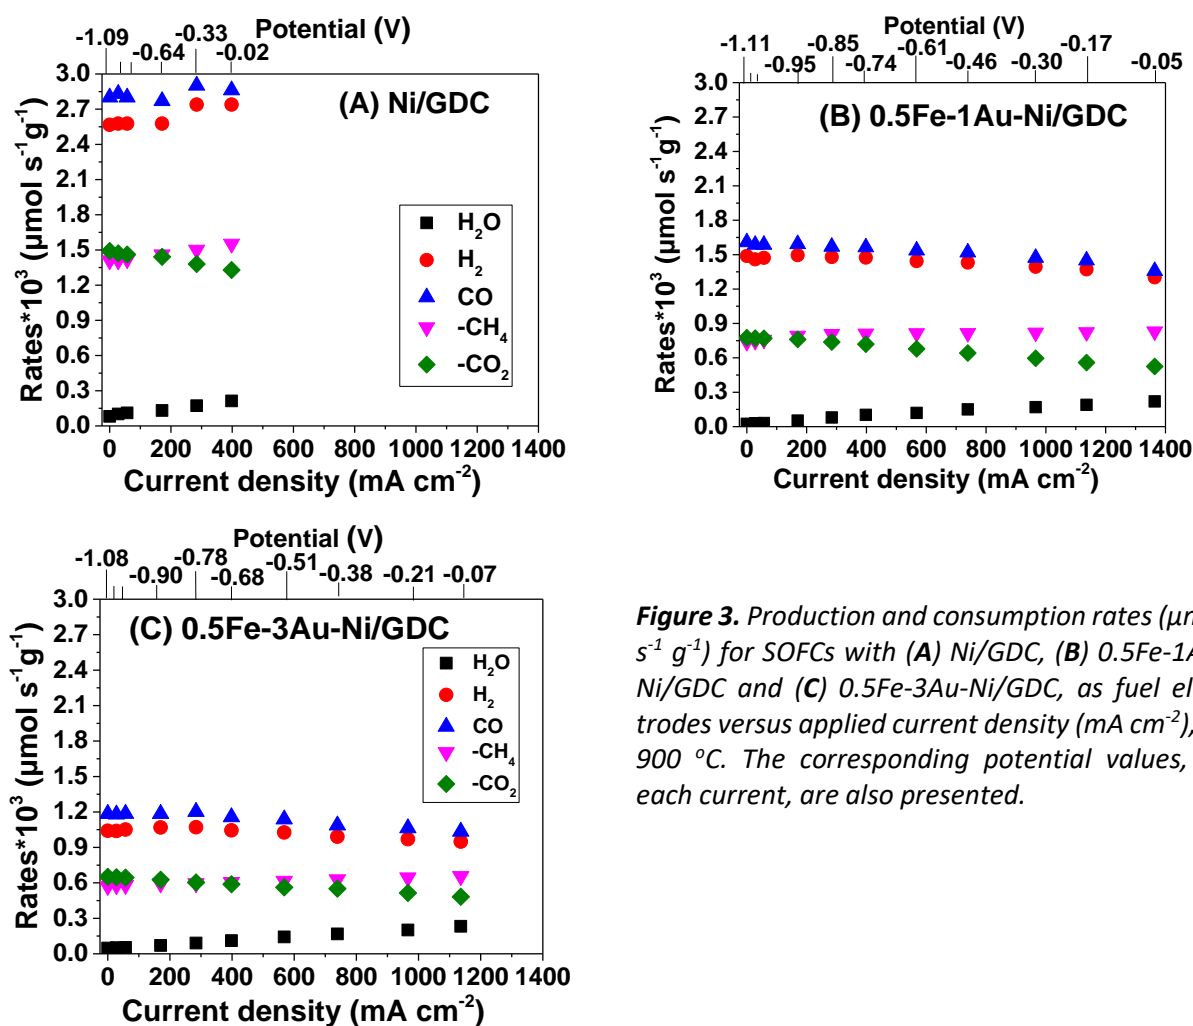 Potential (V)
-1.09
-0.64
-0.33
-0.02
(A) Ni/GDC
3.0
2.7
2.4
2.1
1.8
1.5
1.2
0.9
0.6
0.3
0.0
Rates*10³ (µmol s⁻¹g⁻¹)
H₂O
H₂
CO
-CH₄
-CO₂
0 200 400 600 800 1000 1200 1400
Current density (mA cm⁻²)
Potential (V)
-1.11
-0.95
-0.85
-0.74
-0.61
-0.46
-0.30
-0.17
-0.05
(B) 0.5Fe-1Au-Ni/GDC
3.0
2.7
2.4
2.1
1.8
1.5
1.2
0.9
0.6
0.3
0.0
Rates*10³ (µmol s⁻¹g⁻¹)
0 200 400 600 800 1000 1200 1400
Current density (mA cm⁻²)
Potential (V)
-1.08
-0.90
-0.78
-0.68
-0.51
-0.38
-0.21
-0.07
(C) 0.5Fe-3Au-Ni/GDC
3.0
2.7
2.4
2.1
1.8
1.5
1.2
0.9
0.6
0.3
0.0
Rates*10³ (µmol s⁻¹g⁻¹)
H₂O
H₂
CO
-CH₄
-CO₂
0 200 400 600 800 1000 1200 1400
Current density (mA cm⁻²)
Figure 3. Production and consumption rates
s⁻¹ g⁻¹) for SOFCs with (A) Ni/GDC, (B) 0.5Fe-1A
Ni/GDC and (C) 0.5Fe-3Au-Ni/GDC, as fuel el
trodes versus applied current density (mA cm⁻²),
900 ᵒC. The corresponding potential values,
each current, are also presented.